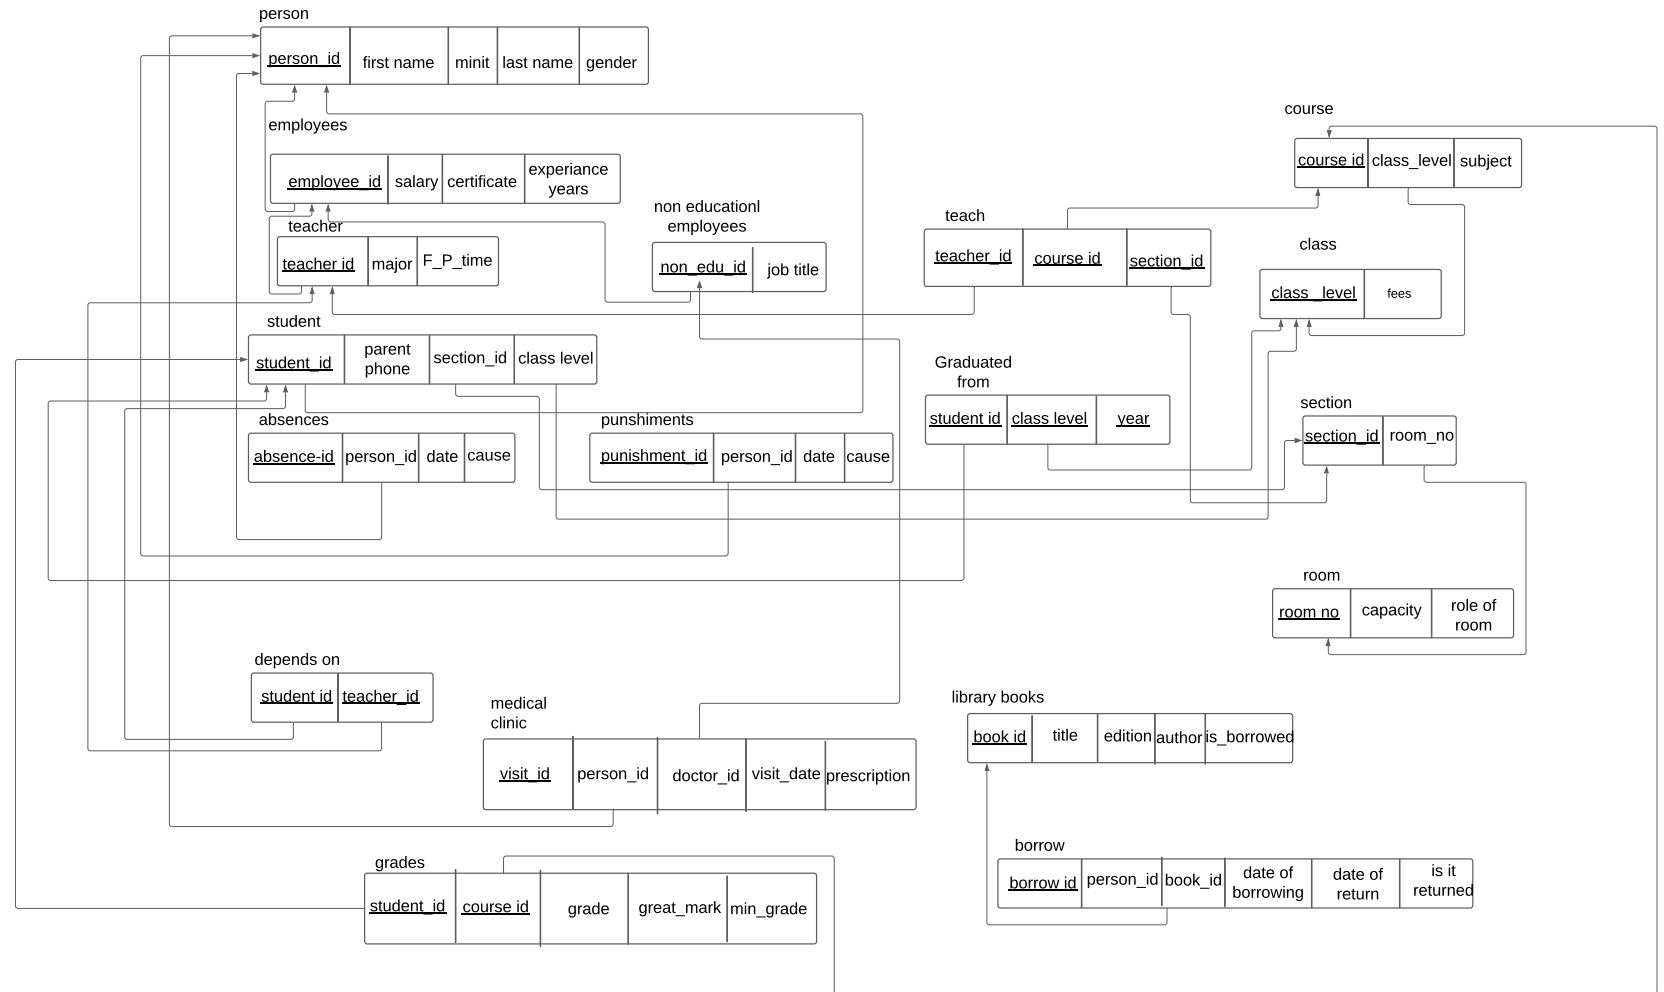 person
person_id
first name
minit
last name
gender
employees
employee_id
salary
certificate
experiance
years
teacher
teacher id
major
F_P_time
non educationl
employees
non_edu_id
job title
student
student_id
parent
phone
section_id
class level
absences
absence-id
person_id
date
cause
punshiments
punishment_id
person_id
date
cause
course
course id
class_level
subject
teach
teacher_id
course id
section_id
class
class _level
fees
Graduated
from
student id
class level
year
section
section_id
room_no
room
room no
capacity
role of
room
depends on
student id
teacher_id
medical
clinic
visit_id
person_id
doctor_id
visit_date
prescription
library books
book id
title
edition
author
is_borrowed
borrow
borrow id
person_id
book_id
date of
borrowing
date of
return
is it
returned
grades
student_id
course id
grade
great_mark
min_grade